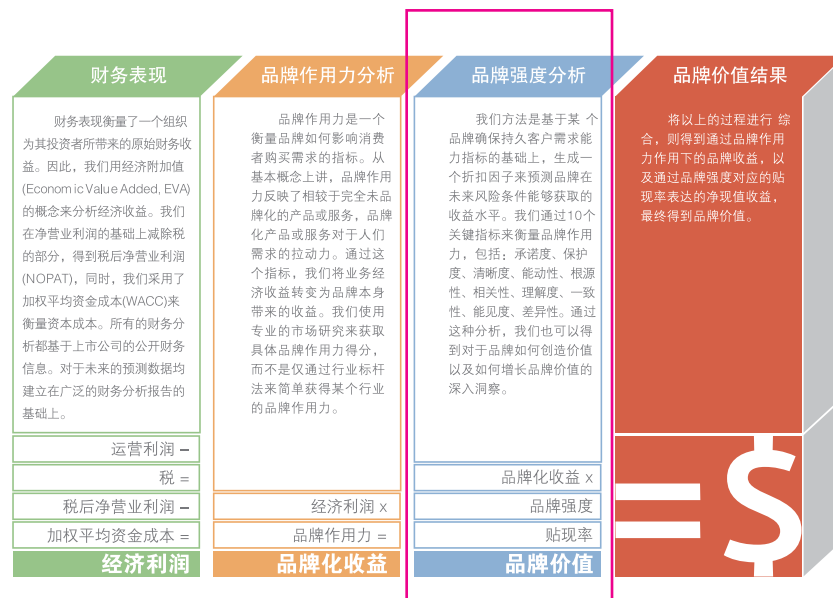 财务表现
财务表现衡量了一个组织
为其投资者所带来的原始财务收
益。因此，我们用经济附加值
(Econom ic Value Added, EVA)
的概念来分析经济收益。我们
在净营业利润的基础上减除税
的部分，得到税后净营业利润
(NOPAT)，同时，我们采用了
加权平均资金成本(WACC)来
衡量资本成本。所有的财务分
析都基于上市公司的公开财务
信息。对于未来的预测数据均
建立在广泛的财务分析报告的
基础上。
运营利润 –
税 =
税后净营业利润 –
加权平均资金成本 =
经济利润
品牌作用力分析
品牌作用力是一个
衡量品牌如何影响消费
者购买需求的指标。从
基本概念上讲，品牌作用
力反映了相较于完全未品
牌化的产品或服务，品牌
化产品或服务对于人们
需求的拉动力。通过这
个指标，我们将业务经
济收益转变为品牌本身
带来的收益。我们使用
专业的市场研究来获取
具体品牌作用力得分，
而不是仅通过行业标杆
法来简单获得某个行业
的品牌作用力。
经济利润 x
品牌作用力 =
品牌化收益
品牌强度分析
我们方法是基于某 个
品牌确保持久客户需求能
力指标的基础上，生成一
个折扣因子来预测品牌在
未来风险条件能够获取的
收益水平。我们通过10个
关键指标来衡量品牌作用
力，包括：承诺度、保护
度、清晰度、能动性、根源
性、相关性、理解度、一致
性、能见度、差异性。通过
这种分析，我们也可以得
到对于品牌如何创造价值
以及如何增长品牌价值的
深入洞察。
品牌化收益 x
品牌强度
贴现率
品牌价值
品牌价值结果
将以上的过程进行 综
合，则得到通过品牌作用
力作用下的品牌收益，以
及通过品牌强度对应的贴
现率表达的净现值收益，
最终得到品牌价值。
=$